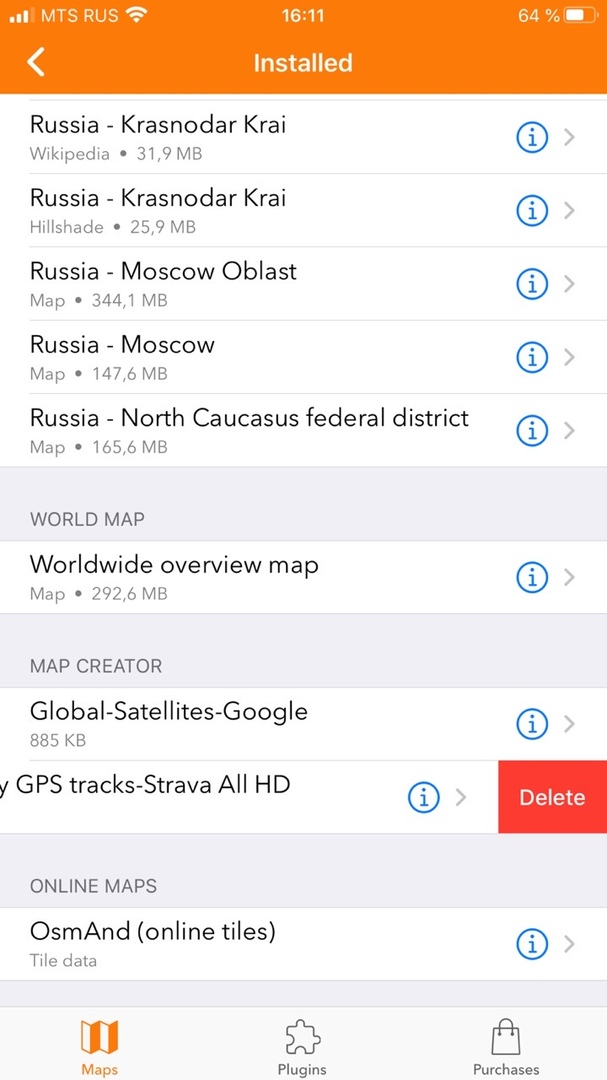 MTS RUS 16:11 64 %
Installed
Russia - Krasnodar Krai
Wikipedia • 31,9 MB
Russia - Krasnodar Krai
Hillshade • 25,9 MB
Russia - Moscow Oblast
Map • 344,1 MB
Russia - Moscow
Map • 147,6 MB
Russia - North Caucasus federal district
Map • 165,6 MB
WORLD MAP
Worldwide overview map
Map • 292,6 MB
MAP CREATOR
Global-Satellites-Google
885 KB
y GPS tracks-Strava All HD
Delete
ONLINE MAPS
OsmAnd (online tiles)
Tile data
Maps Plugins Purchases